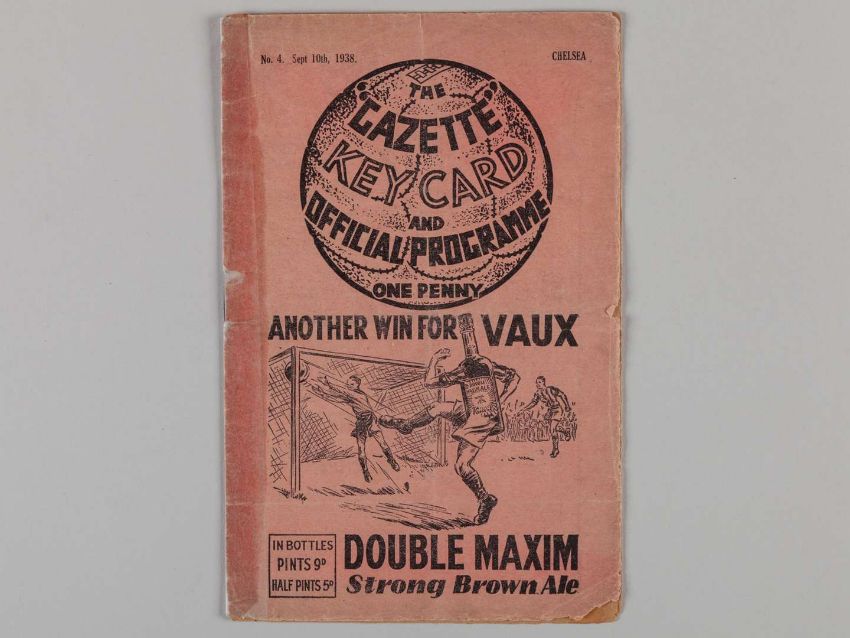 No. 4. Sept 10th, 1938.
CHELSEA
THE
"GAZETTE"
KEY CARD
AND
OFFICIAL PROGRAMME
ONE PENNY
ANOTHER WIN FOR VAUX
IN BOTTLES
PINTS 9D
HALF PINTS 5D
DOUBLE MAXIM
Strong Brown Ale